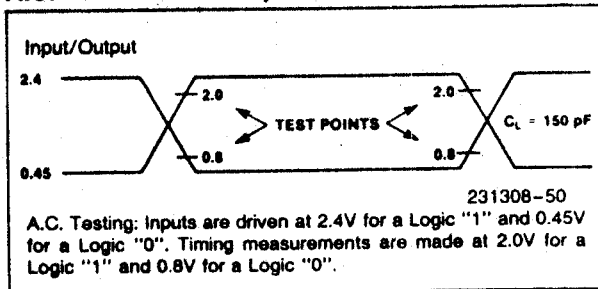 Input/Output
2.4
2.0
2.0
TEST POINTS
CL = 150 pF
0.8
0.8
0.45
231308-50
A.C. Testing: Inputs are driven at 2.4V for a Logic "1" and 0.45V
for a Logic "0". Timing measurements are made at 2.0V for a
Logic "1" and 0.8V for a Logic "0".